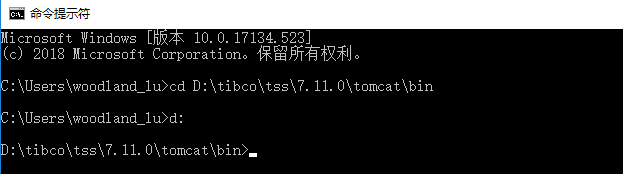 命令提示符
Microsoft Windows [版本 10.0.17134.523]
(c) 2018 Microsoft Corporation。保留所有权利。
C:\Users\woodland_lu>cd D:\tibco\tss\7.11.0\tomcat\bin
C:\Users\woodland_lu>d:
D:\tibco\tss\7.11.0\tomcat\bin>